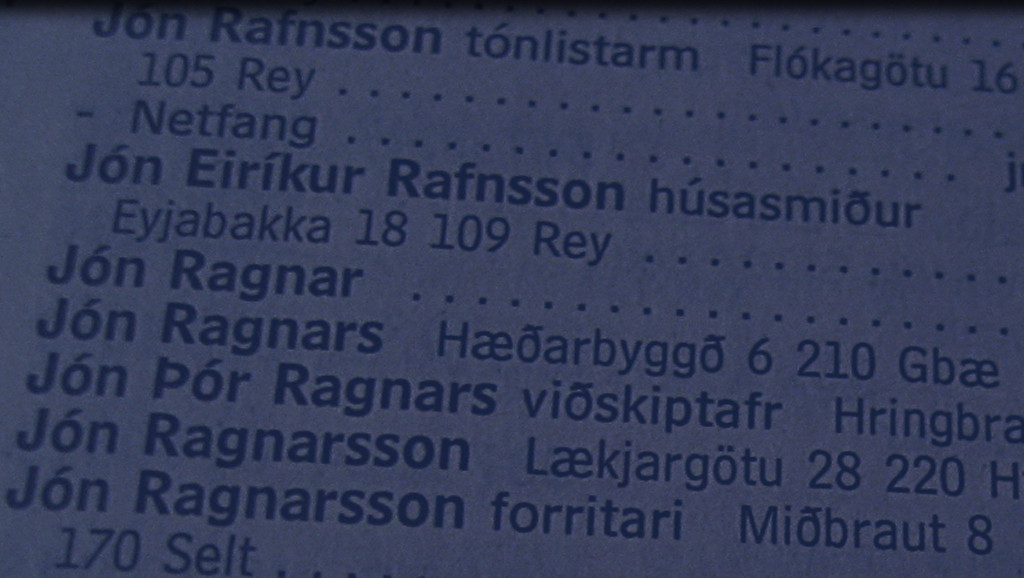 Jón Rafnsson tónlistarm Flókagötu 16
105 Rey . . . . . . . . . . . . . . . . . . . . .
- Netfang . . . . . . . . . . . . . . . . . . . .
Jón Eiríkur Rafnsson húsasmiður
Eyjabakka 18 109 Rey . . . . . . . . . . . .
Jón Ragnar . . . . . . . . . . . . . . . . . . .
Jón Ragnars Hæðarbyggð 6 210 Gbæ
Jón Þór Ragnars viðskiptafr Hringbra
Jón Ragnarsson Lækjargötu 28 220 H
Jón Ragnarsson forritari Miðbraut 8
170 Selt . . . . .